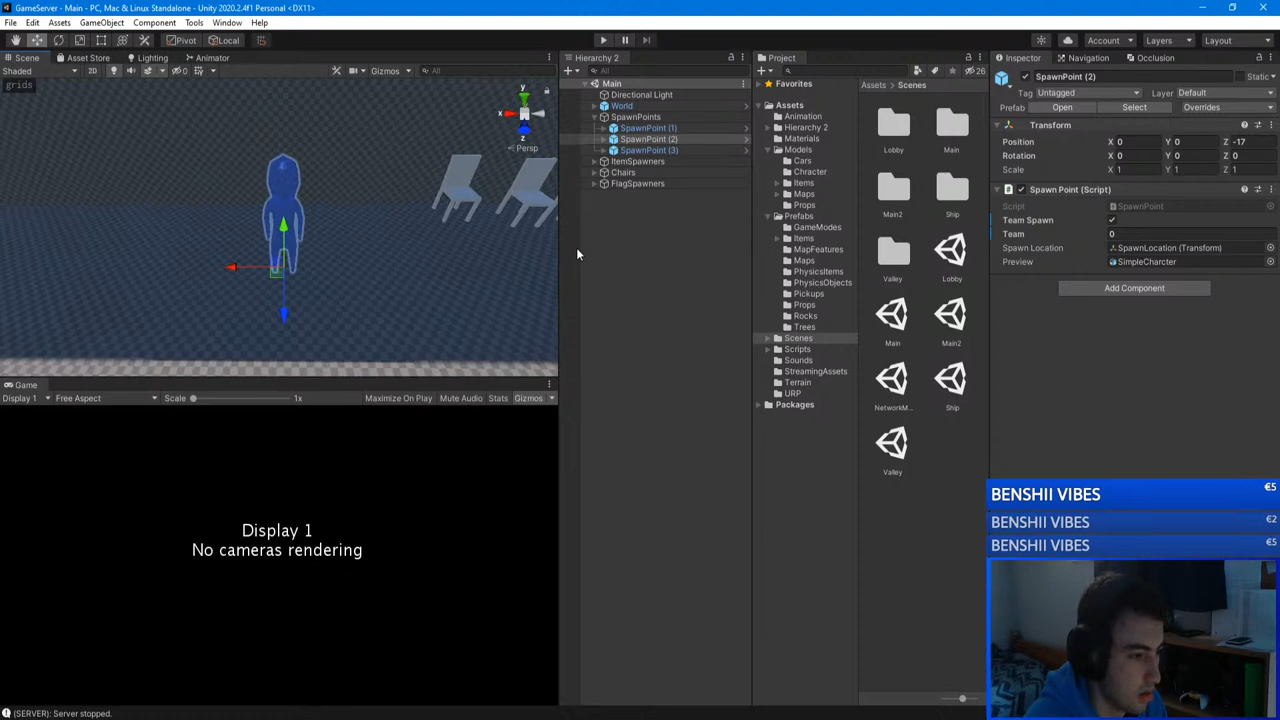 GameServer - Main - PC, Mac & Linux Standalone - Unity 2020.2.4f1 Personal <DX11>
File Edit Assets GameObject Component Tools Window Help
Pivot Local Account Layers Layout
Scene Asset Store Lighting Animator
Shaded 2D 0 Gizmos All
grids
y
x
z
Persp
Hierarchy 2
All
Main
Directional Light
World
SpawnPoints
SpawnPoint (1)
SpawnPoint (2)
SpawnPoint (3)
ItemSpawners
Chairs
FlagSpawners
Project
26
Favorites
Assets
Animation
Hierarchy 2
Materials
Models
Cars
Chracter
Items
Maps
Props
Prefabs
GameModes
Items
MapFeatures
Maps
PhysicsItems
PhysicsObjects
Pickups
Props
Rocks
Trees
Scenes
Scripts
Sounds
StreamingAssets
Terrain
URP
Packages
Assets > Scenes
Lobby Main
Main2 Ship
Valley Lobby
Main Main2
NetworkM... Ship
Valley
Inspector Navigation Occlusion
SpawnPoint (2) Static
Tag Untagged Layer Default
Prefab Open Select Overrides
Transform
Position X 0 Y 0 Z -17
Rotation X 0 Y 0 Z 0
Scale X 1 Y 1 Z 1
Spawn Point (Script)
Script SpawnPoint
Team Spawn
Team 0
Spawn Location SpawnLocation (Transform)
Preview SimpleCharcter
Add Component
Game
Display 1 Free Aspect Scale 1x Maximize On Play Mute Audio Stats Gizmos
Display 1
No cameras rendering
BENSHII VIBES €5
BENSHII VIBES €2
BENSHII VIBES €5
(SERVER): Server stopped.